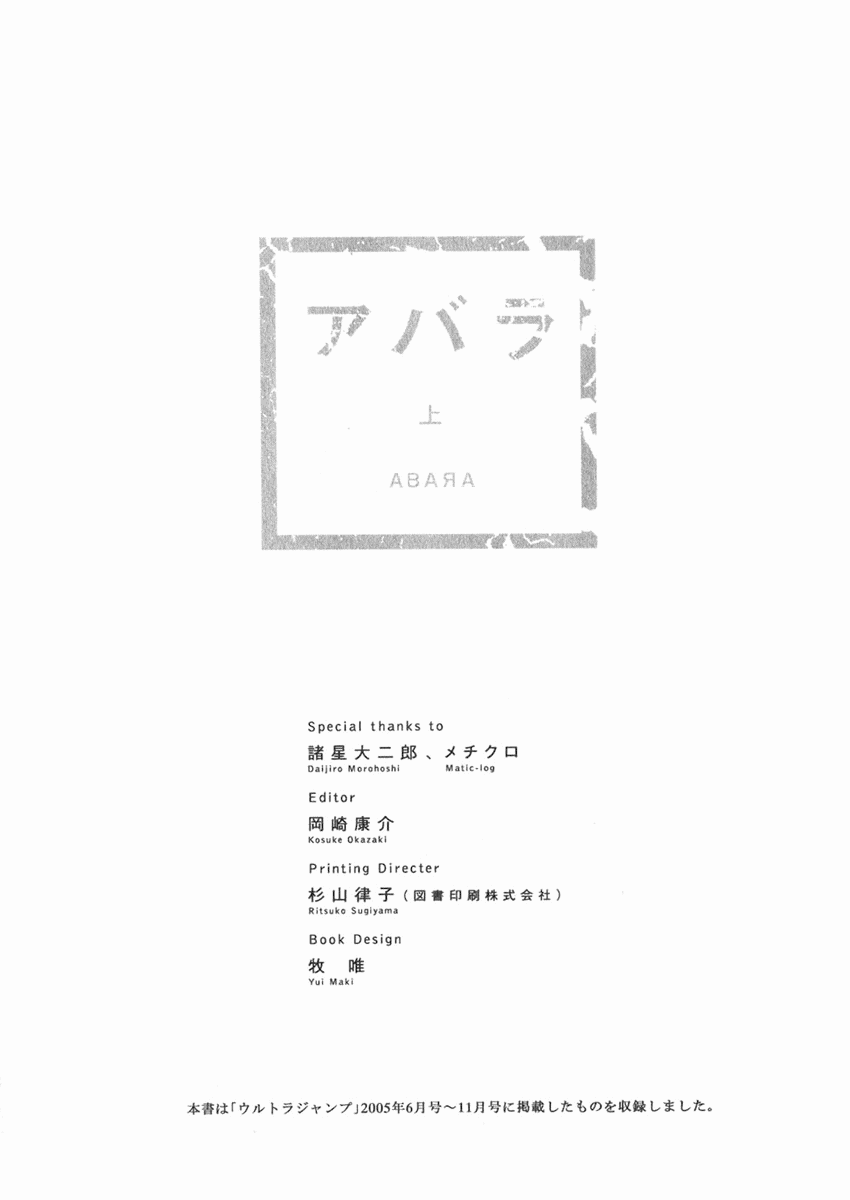 アバラ
上
ABAЯA
Special thanks to
諸星大二郎、メチクロ
Daijiro Morohoshi Matic-log
Editor
岡崎康介
Kosuke Okazaki
Printing Directer
杉山律子(図書印刷株式会社)
Ritsuko Sugiyama
Book Design
牧 唯
Yui Maki
本書は「ウルトラジャンプ」2005年6月号～11月号に掲載したものを収録しました。